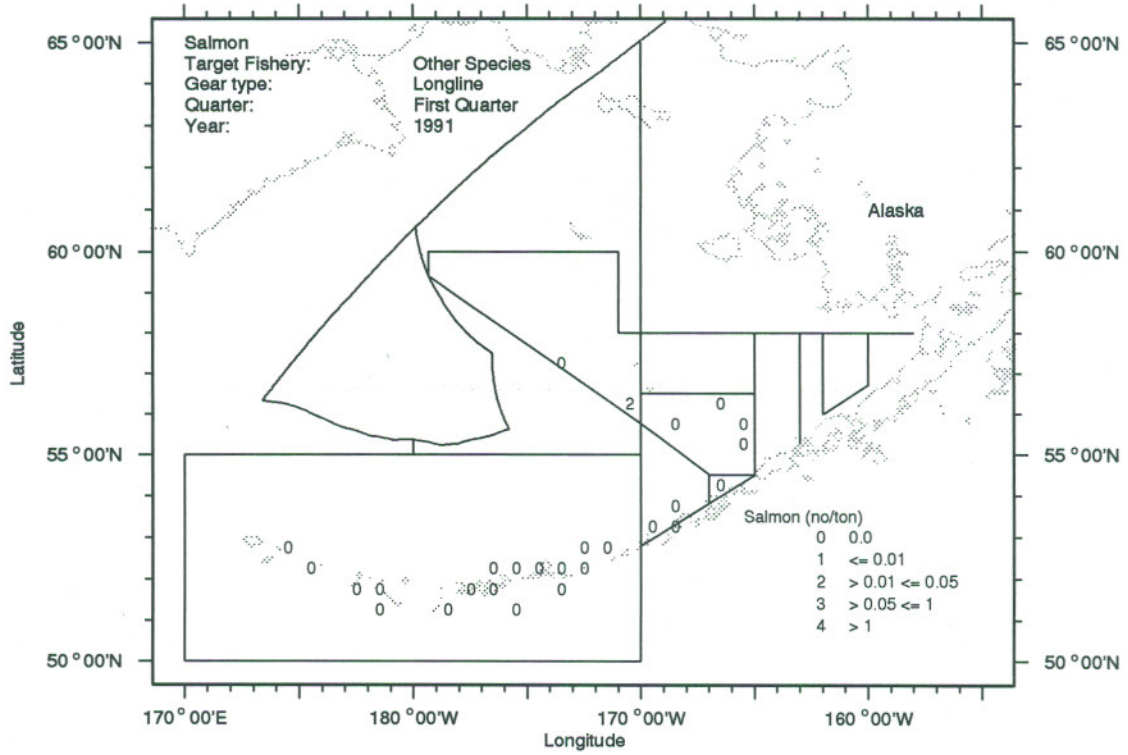 65°00'N
65°00'N
Salmon
Target Fishery: Other Species
Gear type: Longline
Quarter: First Quarter
Year: 1991
Alaska
60°00'N
60°00'N
Latitude
0
2
0
0
0
0
55°00'N
55°00'N
0
0
0 0
Salmon (no/ton)
0 0.0
1 <= 0.01
2 > 0.01 <= 0.05
3 > 0.05 <= 1
4 > 1
0 0 0
0 0 0 0 0 0
0 0 0 0 0
0 0 0
50°00'N
50°00'N
170°00'E
180°00'W
170°00'W
160°00'W
Longitude